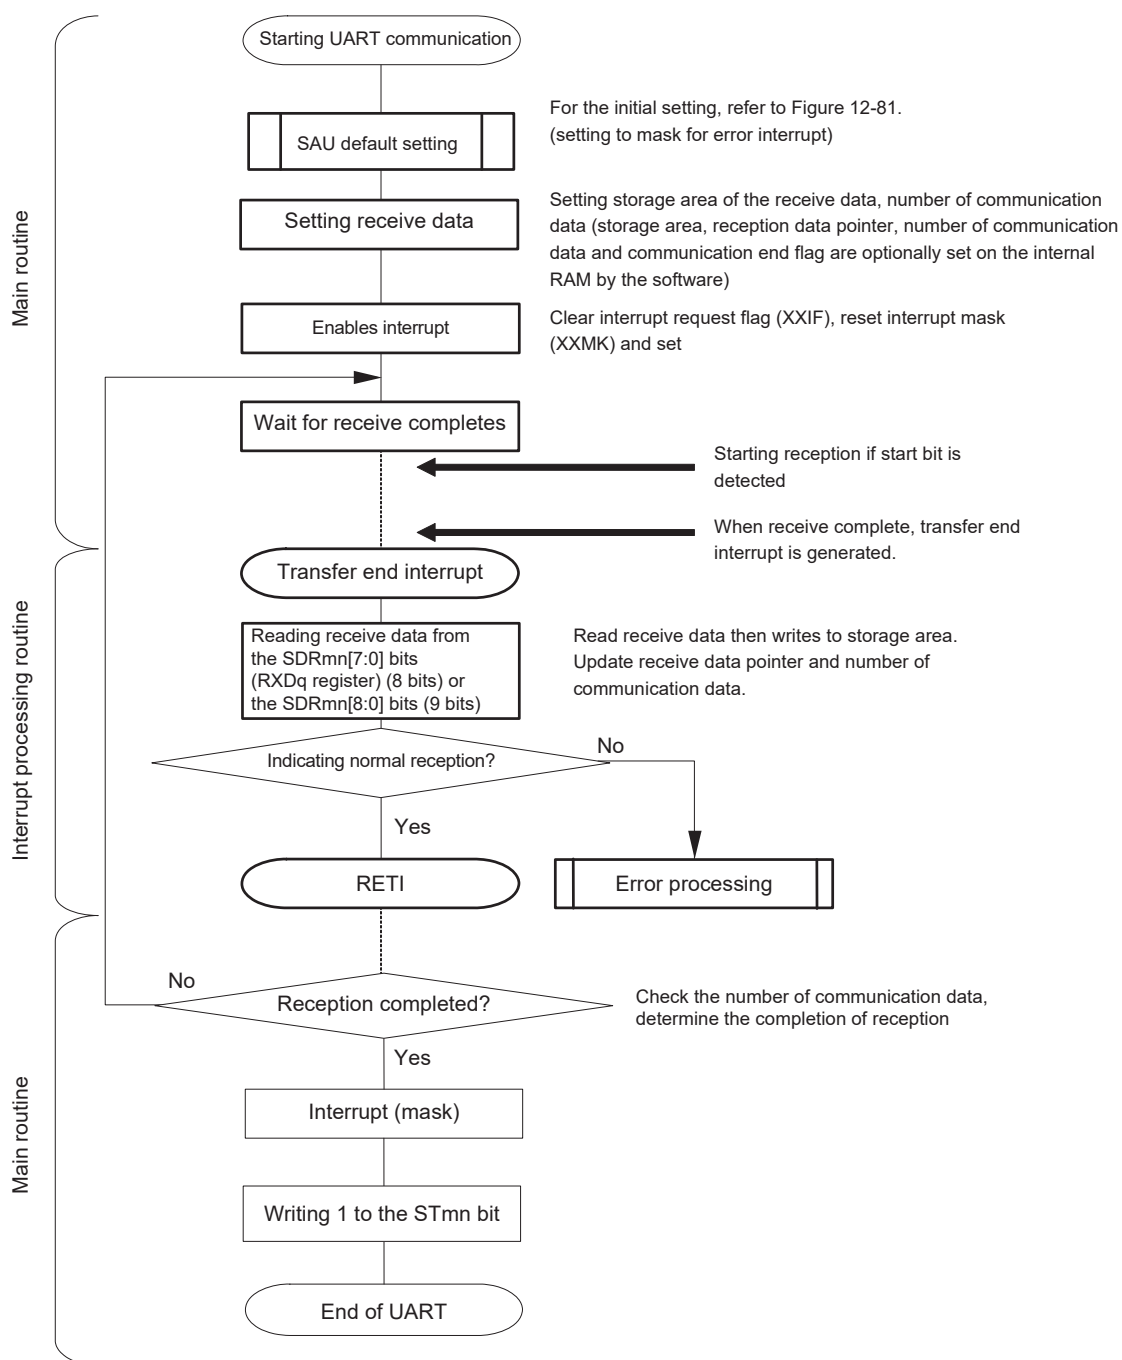 Starting UART communication
For the initial setting, refer to Figure 12-81.
(setting to mask for error interrupt)
SAU default setting
Setting storage area of the receive data, number of communication
data (storage area, reception data pointer, number of communication
data and communication end flag are optionally set on the internal
RAM by the software)
Setting receive data
Main routine
Enables interrupt
Clear interrupt request flag (XXIF), reset interrupt mask
(XXMK) and set
Wait for receive completes
Starting reception if start bit is
detected
When receive complete, transfer end
interrupt is generated.
Transfer end interrupt
Interrupt processing routine
Reading receive data from
the SDRmn[7:0] bits
(RXDq register) (8 bits) or
the SDRmn[8:0] bits (9 bits)
Read receive data then writes to storage area.
Update receive data pointer and number of
communication data.
Indicating normal reception?
No
Yes
RETI
Error processing
No
Reception completed?
Check the number of communication data,
determine the completion of reception
Yes
Main routine
Interrupt (mask)
Writing 1 to the STmn bit
End of UART